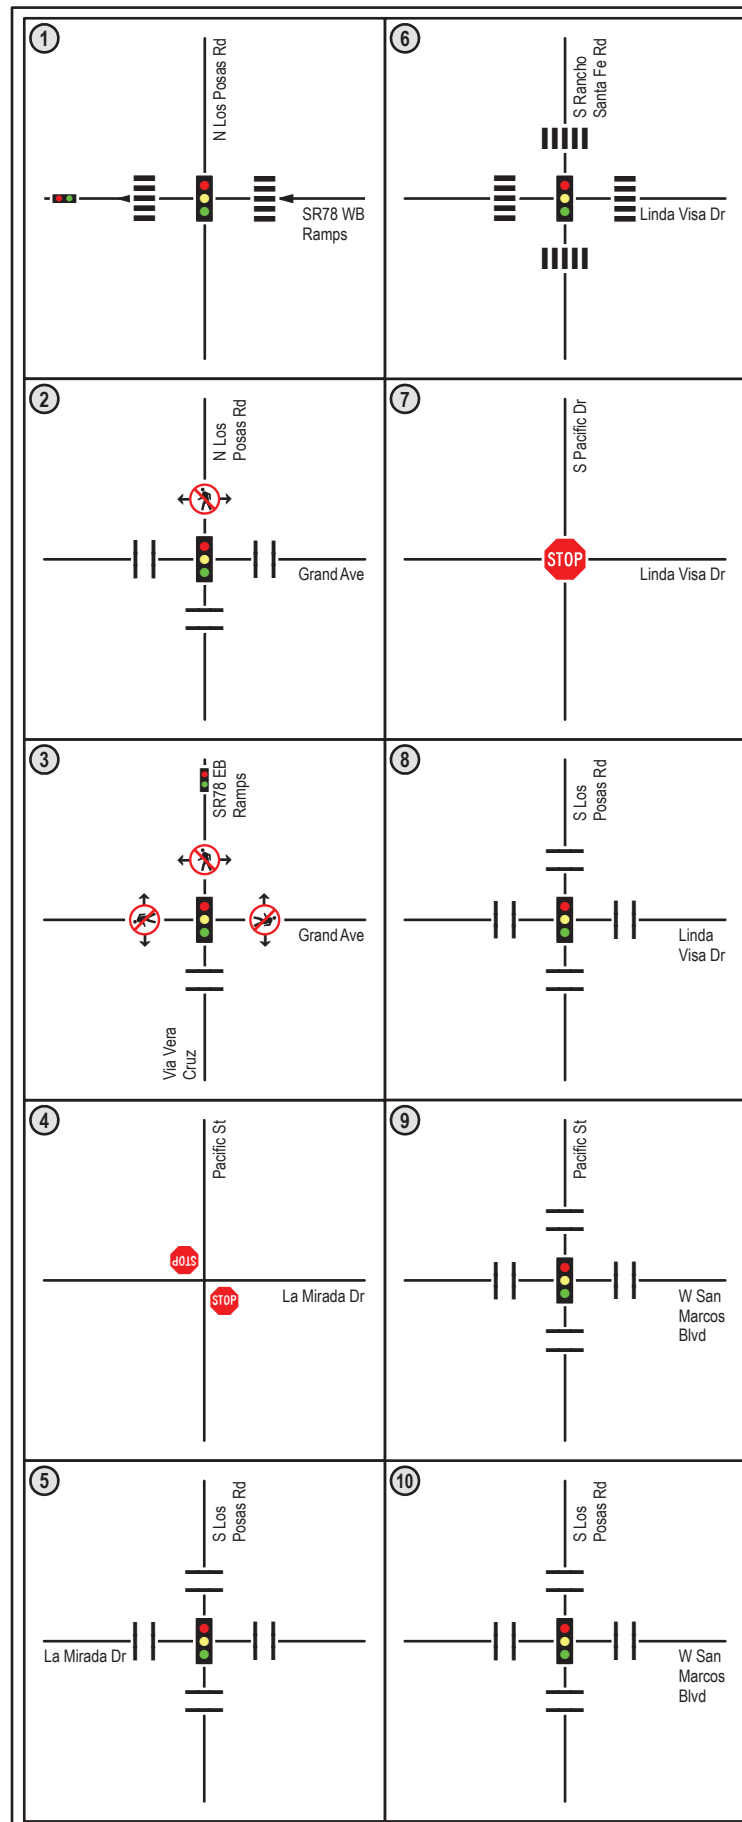 1
N Los Posas Rd
SR78 WB
Ramps
6
S Rancho
Santa Fe Rd
Linda Visa Dr
2
N Los
Posas Rd
Grand Ave
7
S Pacific Dr
STOP
Linda Visa Dr
3
SR78 EB
Ramps
Grand Ave
Via Vera
Cruz
8
S Los
Posas Rd
Linda
Visa Dr
4
Pacific St
STOP
STOP
La Mirada Dr
9
Pacific St
W San
Marcos
Blvd
5
S Los
Posas Rd
La Mirada Dr
10
S Los
Posas Rd
W San
Marcos
Blvd